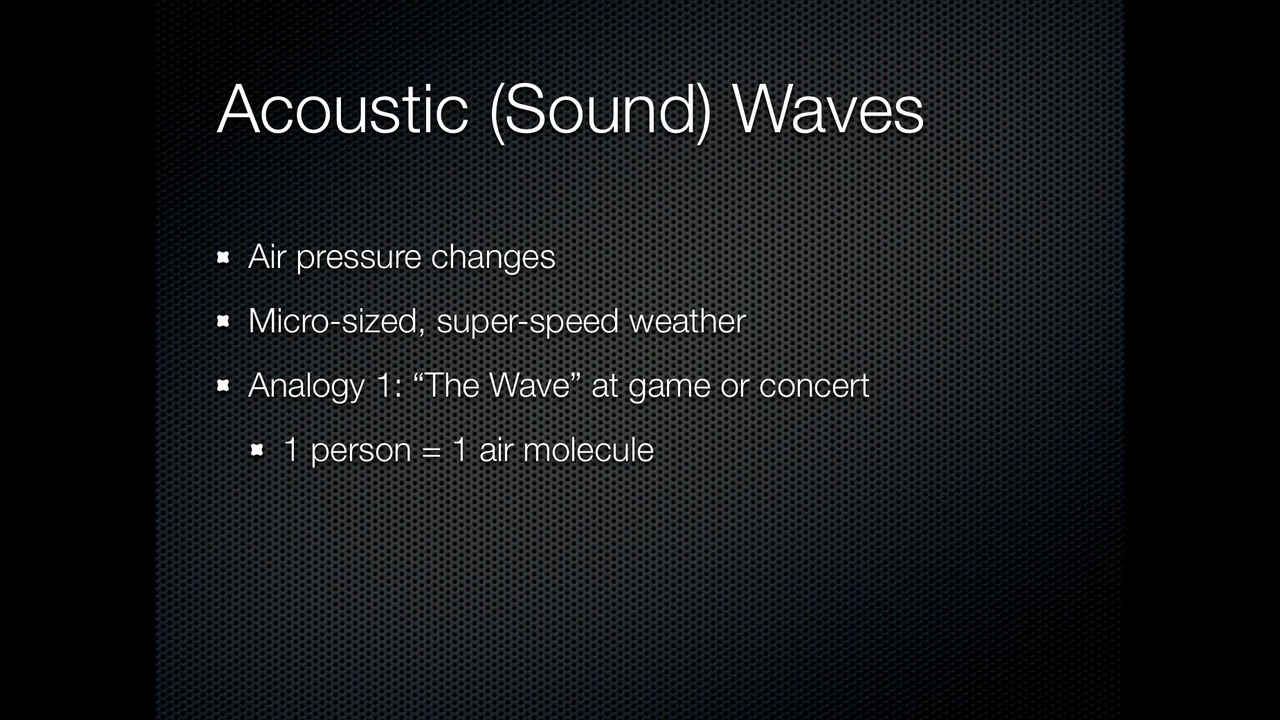 Acoustic (Sound) Waves
Air pressure changes
Micro-sized, super-speed weather
Analogy 1: “The Wave” at game or concert
1 person = 1 air molecule